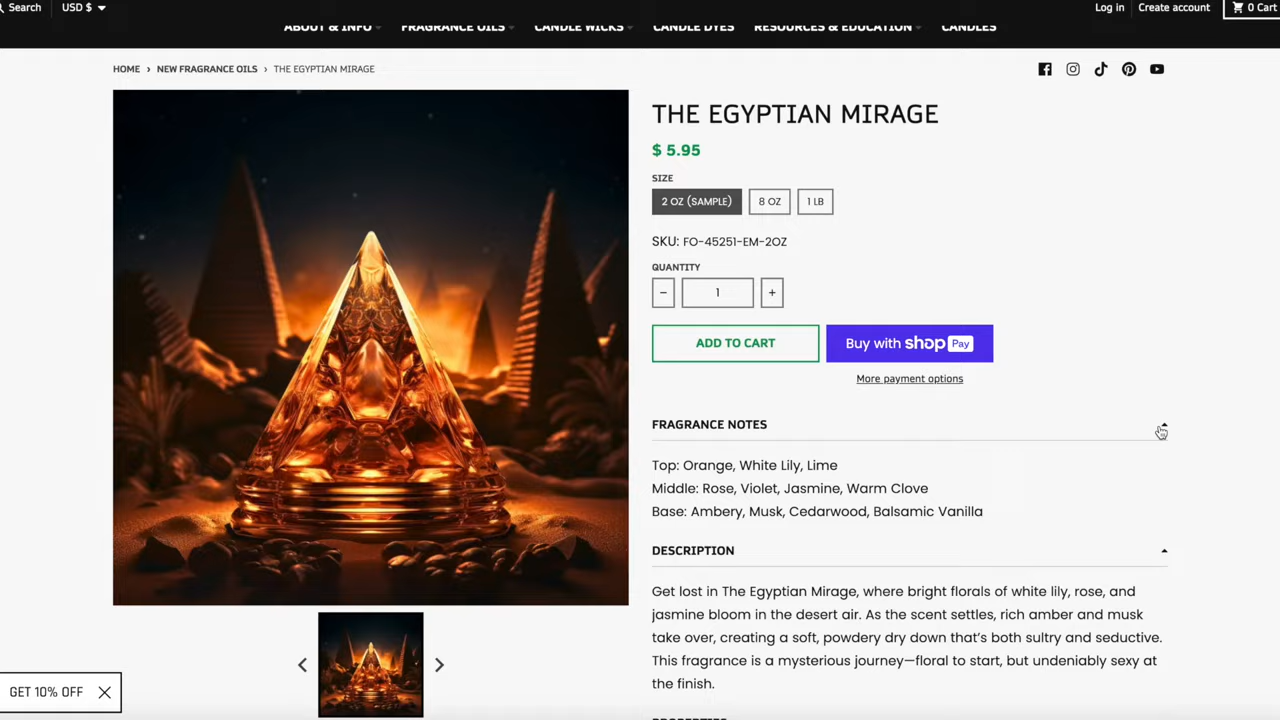 Search
USD $
Log in
Create account
0 Cart
ABOUT & INFO
FRAGRANCE OILS
CANDLE WICKS
CANDLE DYES
RESOURCES & EDUCATION
CANDLES
HOME › NEW FRAGRANCE OILS › THE EGYPTIAN MIRAGE
THE EGYPTIAN MIRAGE
$ 5.95
SIZE
2 OZ (SAMPLE)
8 OZ
1 LB
SKU: FO-45251-EM-2OZ
QUANTITY
− 1 +
ADD TO CART
Buy with shop Pay
More payment options
FRAGRANCE NOTES
Top: Orange, White Lily, Lime
Middle: Rose, Violet, Jasmine, Warm Clove
Base: Ambery, Musk, Cedarwood, Balsamic Vanilla
DESCRIPTION
Get lost in The Egyptian Mirage, where bright florals of white lily, rose, and
jasmine bloom in the desert air. As the scent settles, rich amber and musk
take over, creating a soft, powdery dry down that's both sultry and seductive.
This fragrance is a mysterious journey—floral to start, but undeniably sexy at
the finish.
GET 10% OFF